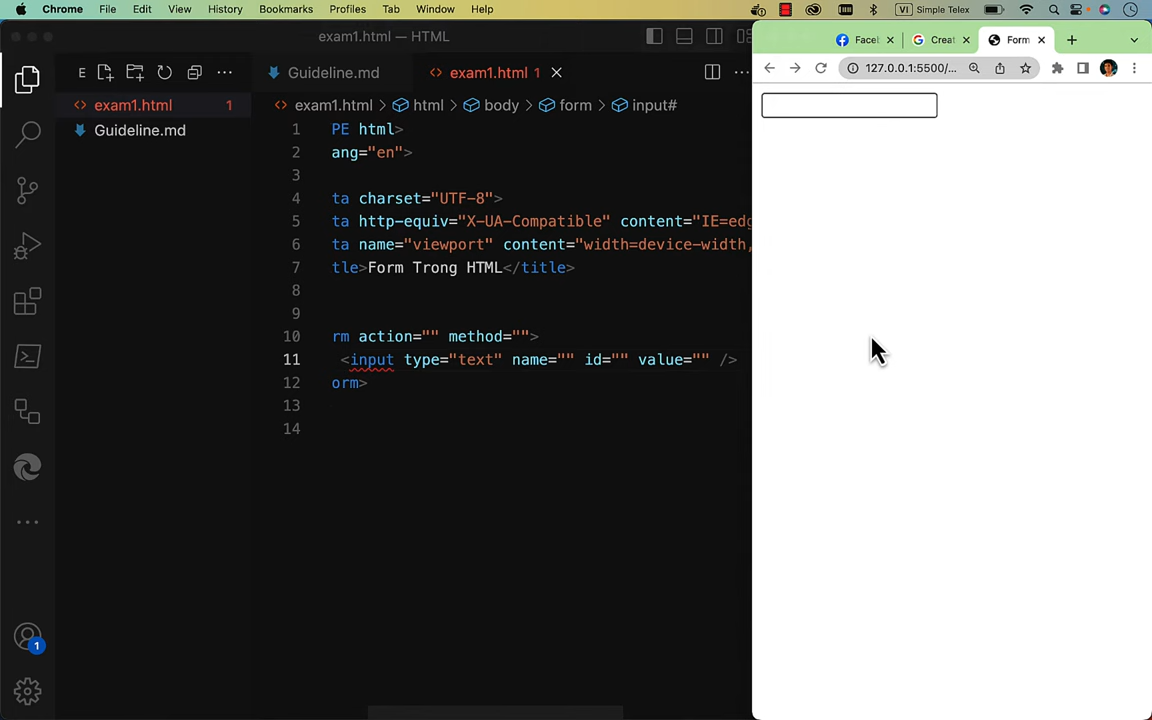 Chrome File Edit View History Bookmarks Profiles Tab Window Help VI Simple Telex
exam1.html — HTML
Faceb Creat Form
E Guideline.md exam1.html 1
127.0.0.1:5500/...
exam1.html 1
exam1.html > html > body > form > input#
Guideline.md
1 PE html>
2 ang="en">
3
4 ta charset="UTF-8">
5 ta http-equiv="X-UA-Compatible" content="IE=edg
6 ta name="viewport" content="width=device-width,
7 tle>Form Trong HTML</title>
8
9
10 rm action="" method="">
11 <input type="text" name="" id="" value="" />
12 orm>
13
14
1